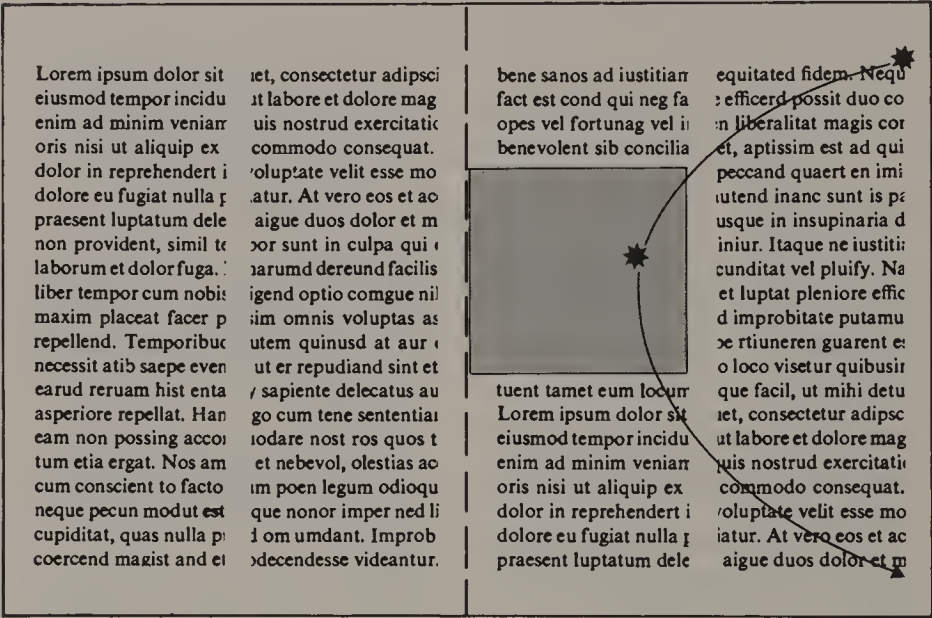 Lorem ipsum dolor sit
eiusmod tempor incidu
enim ad minim veniam
oris nisi ut aliquip ex
dolor in reprehendert i
dolore eu fugiat nulla p
praesent luptatum dele
non provident, simil te
laborum et dolor fuga.
liber tempor cum nobis
maxim placeat facer p
repellend. Temporibuc
necessit atib saepe even
earud reruam hist enta
asperiore repellat. Han
eam non possing accor
tum etia ergat. Nos am
cum conscient to facto
neque pecun modut est
cupiditat, quas nulla p
coercend magist and et
et, consectetur adipsci
ut labore et dolore mag
uis nostrud exercitatic
commodo consequat.
voluptate velit esse mo
atur. At vero eos et ac
aigue duos dolor et m
or sunt in culpa qui
harumd dereund facilis
igend optio comgue nil
im omnis voluptas as
utem quinusd at aur
ut er repudiand sint et
sapiente delecatus au
go cum tene sententiar
odare nost ros quos t
et nebevol, olestias ac
m poen legum odioqu
que nonor imper ned li
om umdant. Improb
decendesse videantur.
bene sanos ad iustitiam
fact est cond qui neg fa
opes vel fortunag vel i
benevolent sib concilia
tuent tamet eum locum
Lorem ipsum dolor sit
eiusmod tempor incidu
enim ad minim veniam
oris nisi ut aliquip ex
dolor in reprehendert i
dolore eu fugiat nulla p
praesent luptatum dele
equitated fidem. Nequ
efficerd possit duo co
n liberalitat magis cor
et, aptissim est ad qui
peccand quaert en imi
utend inanc sunt is pa
usque in insupinaria d
iniur. Itaque ne iustitia
cunditat vel pluify. Na
et luptat pleniore effic
d improbitate putamu
pe rtiuneren guarent es
o loco visetur quibusir
que facil, ut mihi detu
et, consectetur adipsc
ut labore et dolore mag
uis nostrud exercitatic
commodo consequat.
voluptate velit esse mo
iatur. At vero eos et ac
aigue duos dolor et m